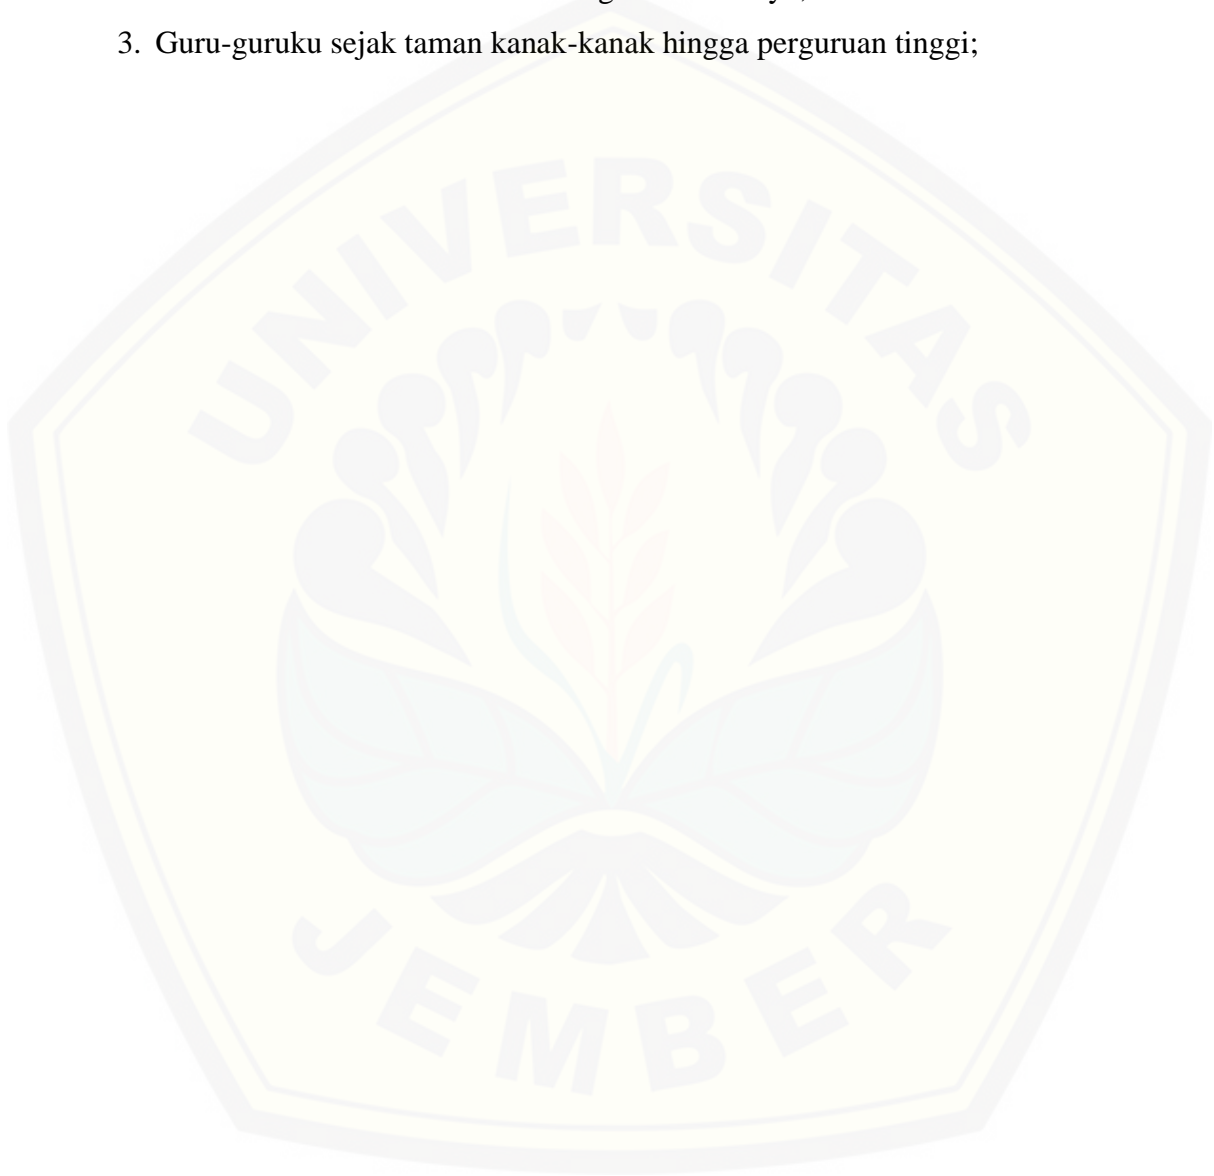 3. Guru-guruku sejak taman kanak-kanak hingga perguruan tinggi;
UNIVERSITAS
JEMBER